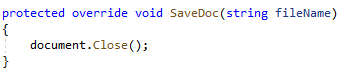 protected override void SaveDoc(string fileName)
{
    document.Close();
}